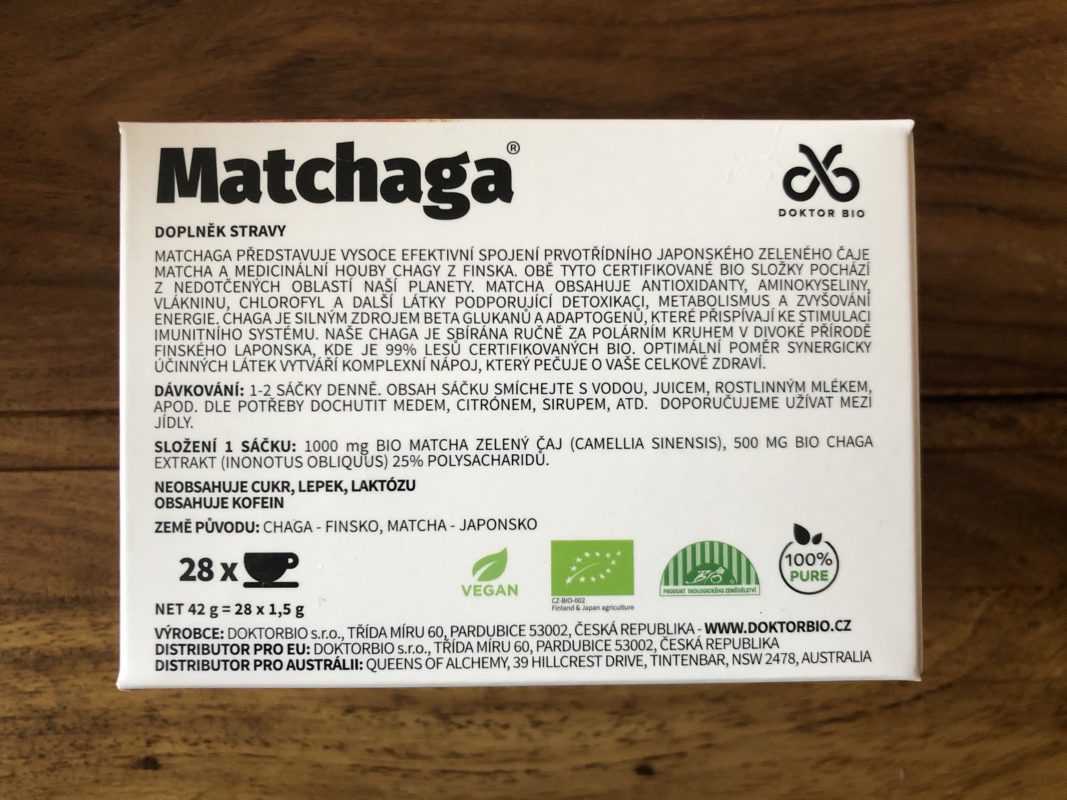 Matchaga®
DOKTOR BIO
DOPLNĚK STRAVY
MATCHAGA PŘEDSTAVUJE VYSOCE EFEKTIVNÍ SPOJENÍ PRVOTŘÍDNÍHO JAPONSKÉHO ZELENÉHO ČAJE
MATCHA A MEDICINÁLNÍ HOUBY CHAGY Z FINSKA. OBĚ TYTO CERTIFIKOVANÉ BIO SLOŽKY POCHÁZÍ
Z NEDOTČENÝCH OBLASTÍ NAŠÍ PLANETY. MATCHA OBSAHUJE ANTIOXIDANTY, AMINOKYSELINY,
VLÁKNINU, CHLOROFYL A DALŠÍ LÁTKY PODPORUJÍCÍ DETOXIKACI, METABOLISMUS A ZVYŠOVÁNÍ
ENERGIE. CHAGA JE SILNÝM ZDROJEM BETA GLUKANŮ A ADAPTOGENŮ, KTERÉ PŘISPÍVAJÍ KE STIMULACI
IMUNITNÍHO SYSTÉMU. NAŠE CHAGA JE SBÍRÁNA RUČNĚ ZA POLÁRNÍM KRUHEM V DIVOKÉ PŘÍRODĚ
FINSKÉHO LAPONSKA, KDE JE 99% LESŮ CERTIFIKOVANÝCH BIO. OPTIMÁLNÍ POMĚR SYNERGICKY
ÚČINNÝCH LÁTEK VYTVÁŘÍ KOMPLEXNÍ NÁPOJ, KTERÝ PEČUJE O VAŠE CELKOVÉ ZDRAVÍ.
DÁVKOVÁNÍ: 1-2 SÁČKY DENNĚ. OBSAH SÁČKU SMÍCHEJTE S VODOU, JUICEM, ROSTLINNÝM MLÉKEM,
APOD. DLE POTŘEBY DOCHUTIT MEDEM, CITRÓNEM, SIRUPEM, ATD. DOPORUČUJEME UŽÍVAT MEZI
JÍDLY.
SLOŽENÍ 1 SÁČKU: 1000 mg BIO MATCHA ZELENÝ ČAJ (CAMELLIA SINENSIS), 500 MG BIO CHAGA
EXTRAKT (INONOTUS OBLIQUUS) 25% POLYSACHARIDŮ.
NEOBSAHUJE CUKR, LEPEK, LAKTÓZU
OBSAHUJE KOFEIN
ZEMĚ PŮVODU: CHAGA - FINSKO, MATCHA - JAPONSKO
28 x
VEGAN
CZ-BIO-002
Finland & Japan agriculture
BIO
PRODUKT EKOLOGICKÉHO ZEMĚDĚLSTVÍ
100%
PURE
NET 42 g = 28 x 1,5 g
VÝROBCE: DOKTORBIO s.r.o., TŘÍDA MÍRU 60, PARDUBICE 53002, ČESKÁ REPUBLIKA - WWW.DOKTORBIO.CZ
DISTRIBUTOR PRO EU: DOKTORBIO s.r.o., TŘÍDA MÍRU 60, PARDUBICE 53002, ČESKÁ REPUBLIKA
DISTRIBUTOR PRO AUSTRÁLII: QUEENS OF ALCHEMY, 39 HILLCREST DRIVE, TINTENBAR, NSW 2478, AUSTRALIA